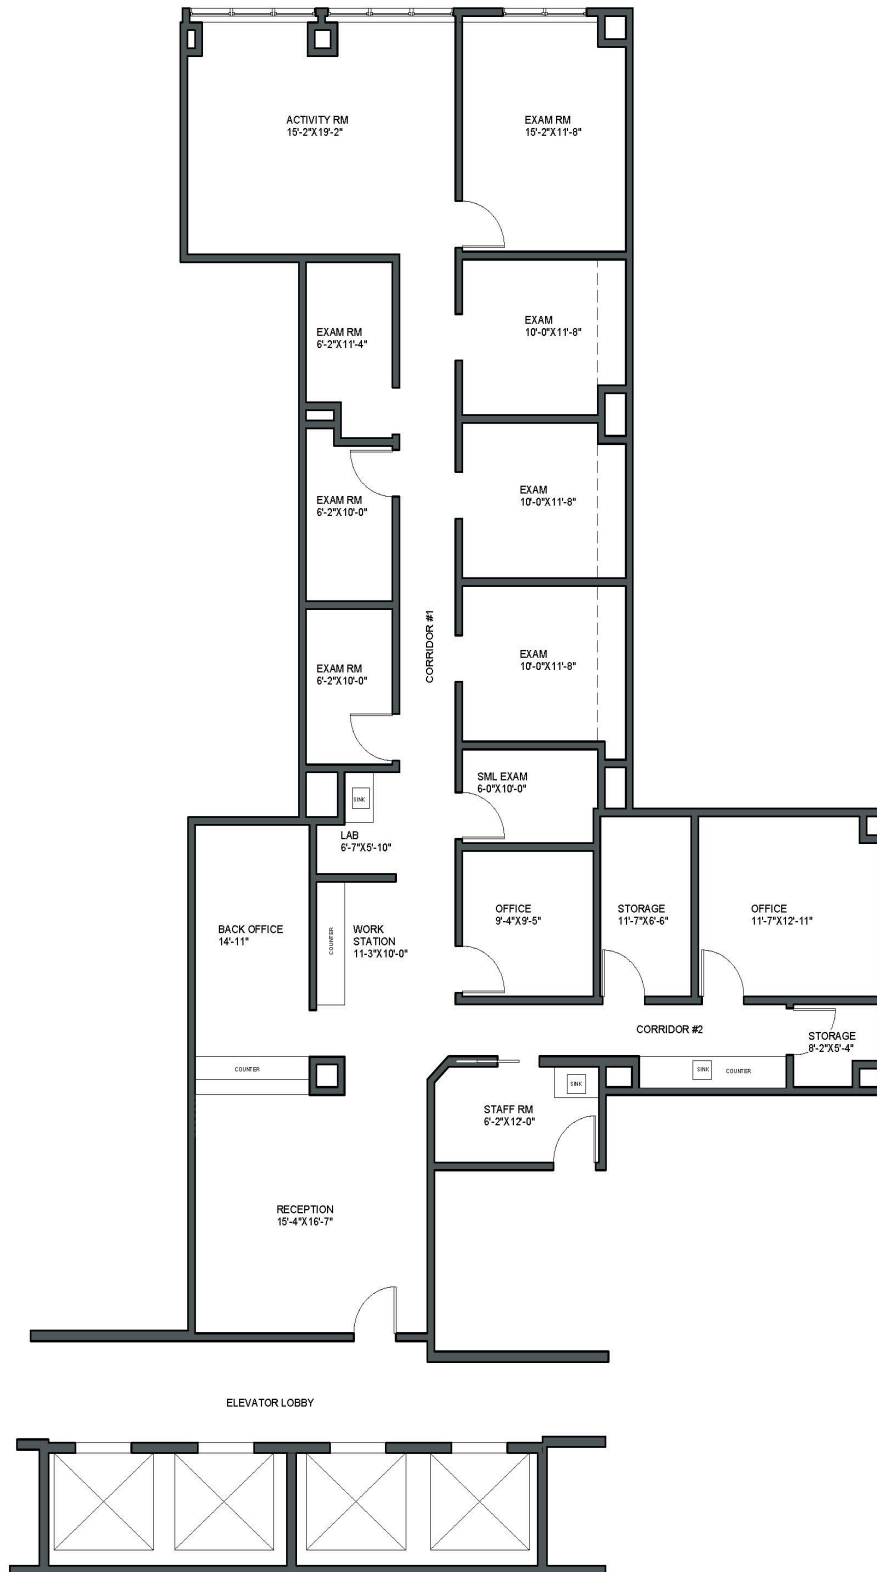 ACTIVITY RM
15'-2"X19'-2"
EXAM RM
15'-2"X11'-8"
EXAM RM
6'-2"X11'-4"
EXAM
10'-0"X11'-8"
EXAM RM
6'-2"X10'-0"
EXAM
10'-0"X11'-8"
CORRIDOR #1
EXAM RM
6'-2"X10'-0"
EXAM
10'-0"X11'-8"
SML EXAM
6-0"X10'-0"
SINK
LAB
6'-7"X5'-10"
BACK OFFICE
14'-11"
COUNTER
WORK
STATION
11-3"X10'-0"
OFFICE
9'-4"X9'-5"
STORAGE
11'-7"X6'-6"
OFFICE
11'-7"X12'-11"
CORRIDOR #2
STORAGE
8'-2"X5'-4"
COUNTER
SINK
COUNTER
SINK
STAFF RM
6'-2"X12'-0"
RECEPTION
15'-4"X16'-7"
ELEVATOR LOBBY